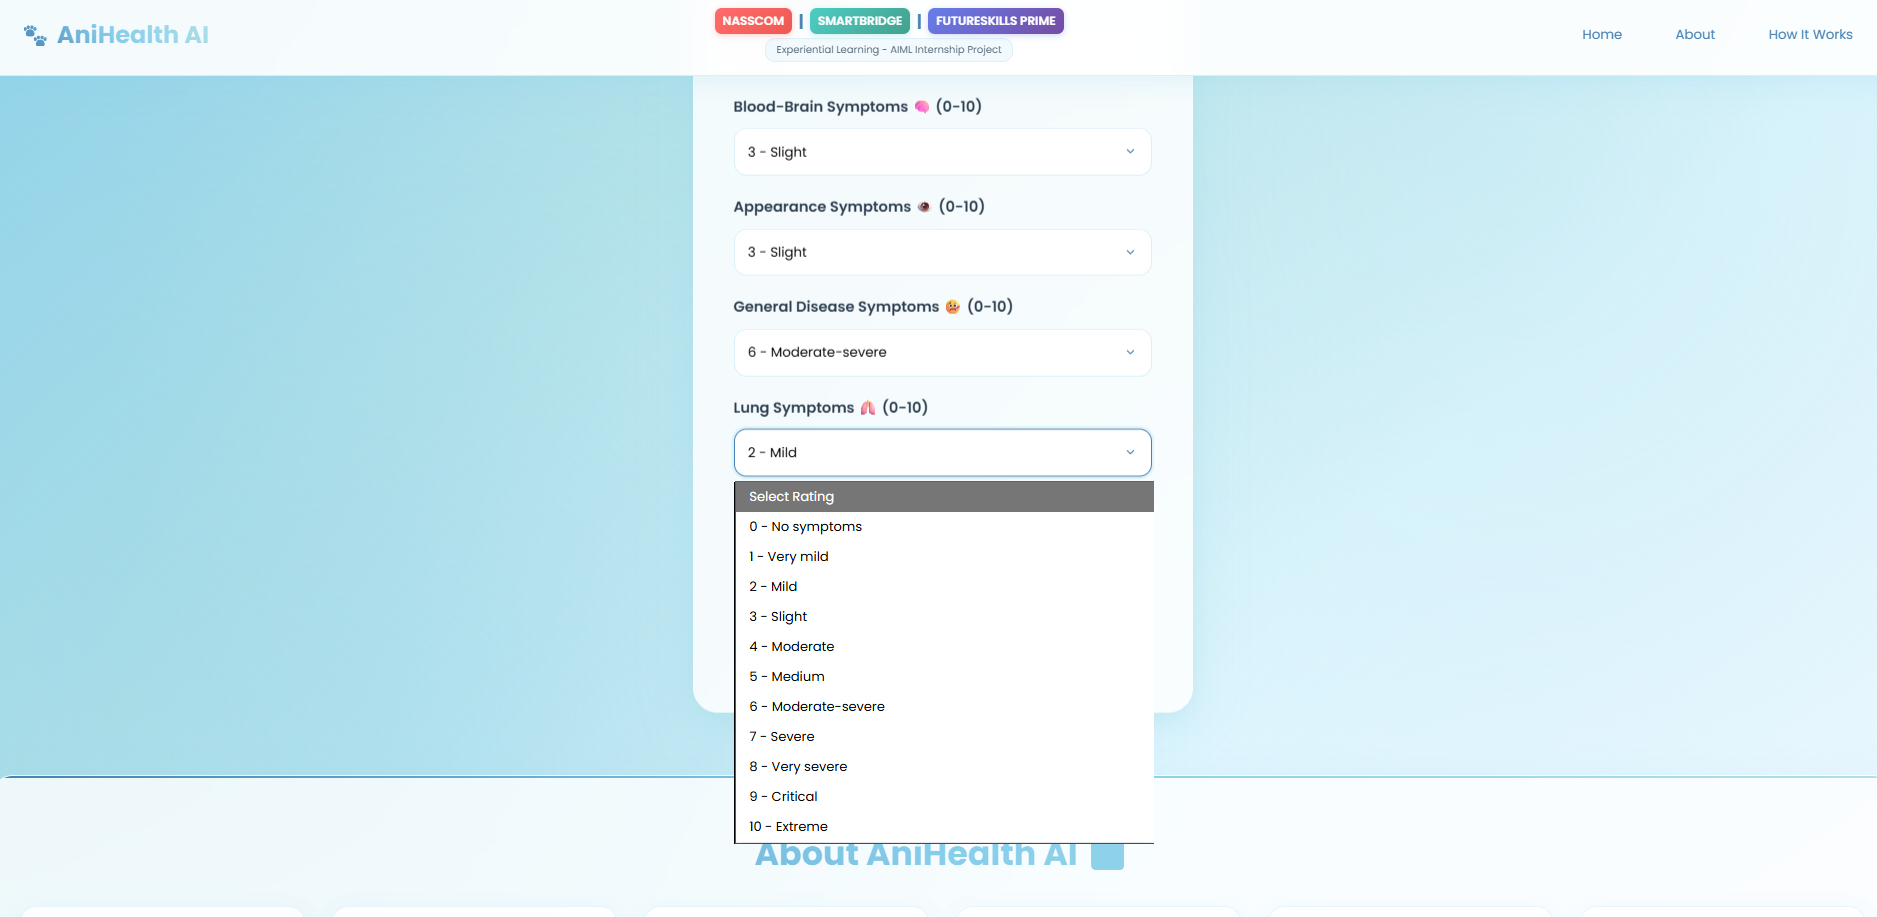 AniHealth AI
NASSCOM | SMARTBRIDGE | FUTURESKILLS PRIME
Experiential Learning - AIML Internship Project
Home About How It Works
Blood-Brain Symptoms 🧠 (0-10)
3 - Slight
Appearance Symptoms 👁️ (0-10)
3 - Slight
General Disease Symptoms 🤒 (0-10)
6 - Moderate-severe
Lung Symptoms 🫁 (0-10)
2 - Mild
Select Rating
0 - No symptoms
1 - Very mild
2 - Mild
3 - Slight
4 - Moderate
5 - Medium
6 - Moderate-severe
7 - Severe
8 - Very severe
9 - Critical
10 - Extreme
About AniHealth AI